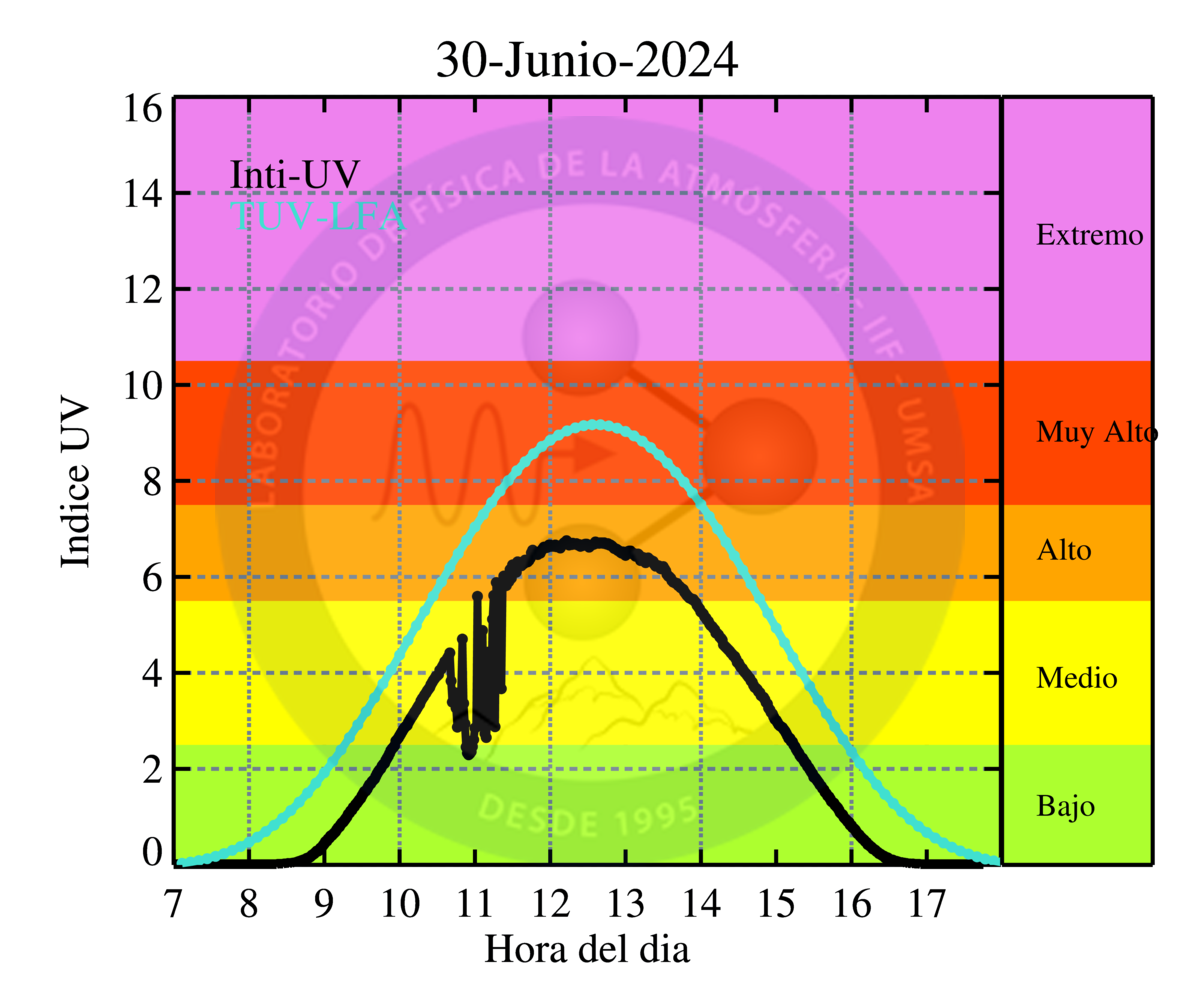 30-Junio-2024
16
14
12
10
8
6
4
2
0
Indice UV
Inti-UV
TUV-LFA
LABORATORIO DE FÍSICA DE LA ATMÓSFERA - IIF - UMSA
DESDE 1995
Extremo
Muy Alto
Alto
Medio
Bajo
7 8 9 10 11 12 13 14 15 16 17
Hora del dia